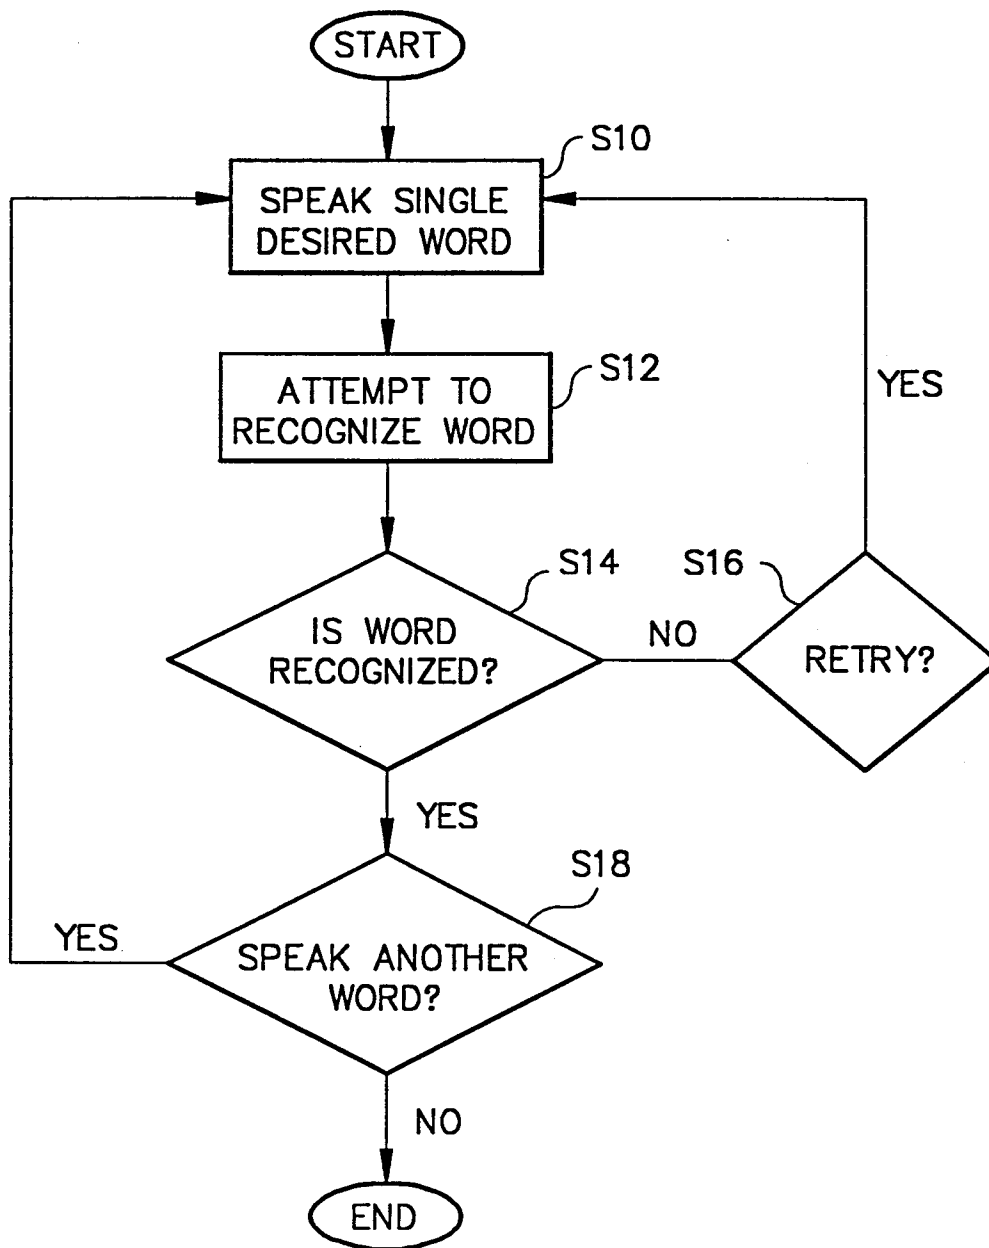 START
S10
SPEAK SINGLE
DESIRED WORD
S12
ATTEMPT TO
RECOGNIZE WORD
YES
S14
S16
IS WORD
RECOGNIZED?
NO
RETRY?
YES
S18
YES
SPEAK ANOTHER
WORD?
NO
END